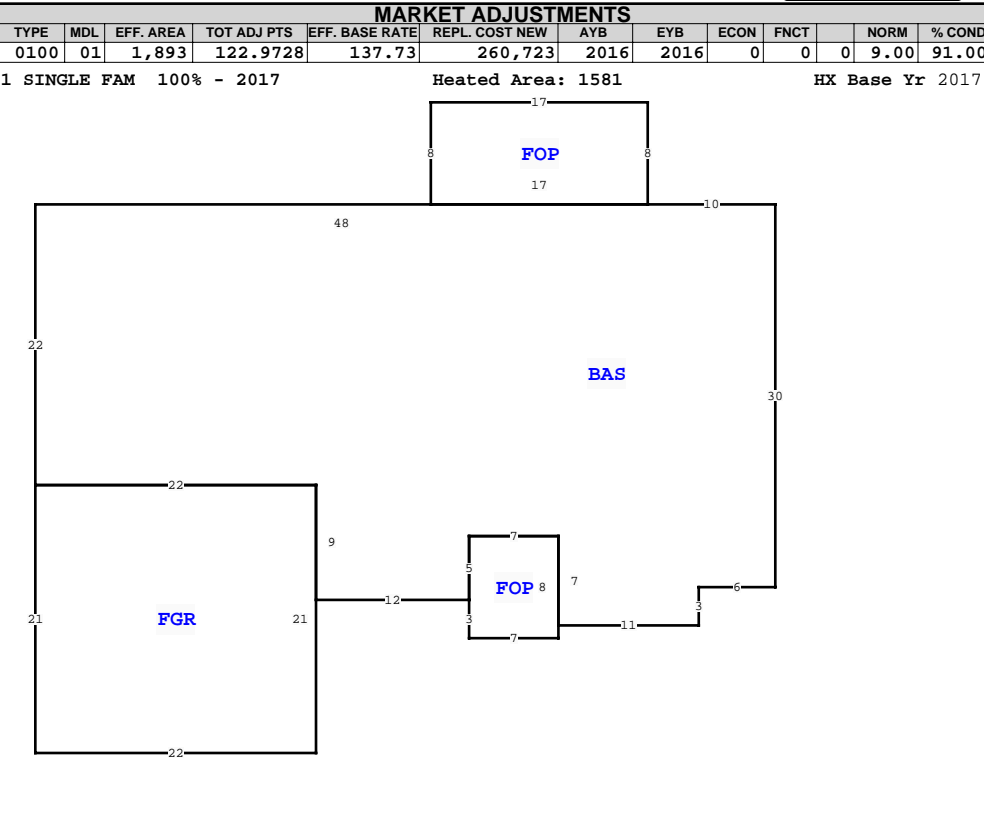 MARKET ADJUSTMENTS
TYPE MDL EFF. AREA TOT ADJ PTS EFF. BASE RATE REPL. COST NEW AYB EYB ECON FNCT NORM % COND
0100 01 1,893 122.9728 137.73 260,723 2016 2016 0 0 0 9.00 91.00
1 SINGLE FAM 100% - 2017 Heated Area: 1581 HX Base Yr 2017
17
8 FOP 8
17
10
48
22
BAS
30
22
9
7
5
FOP 8 7
6
12
3
21 FGR 21 3
11
7
22